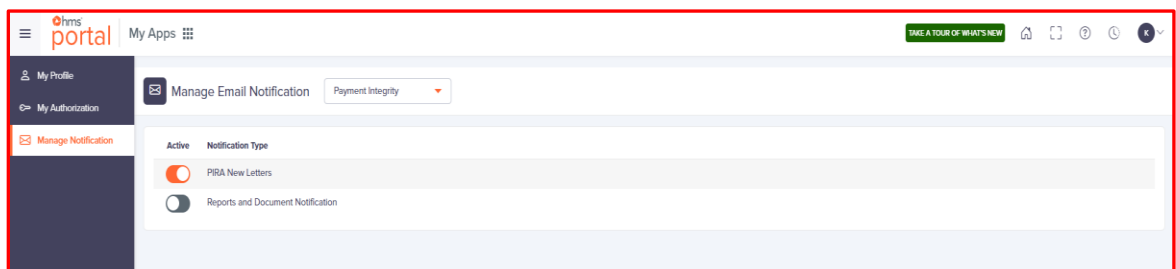 hms
portal
My Apps
TAKE A TOUR OF WHAT'S NEW
K
My Profile
My Authorization
Manage Notification
Manage Email Notification
Payment Integrity
Active Notification Type
PIRA New Letters
Reports and Document Notification